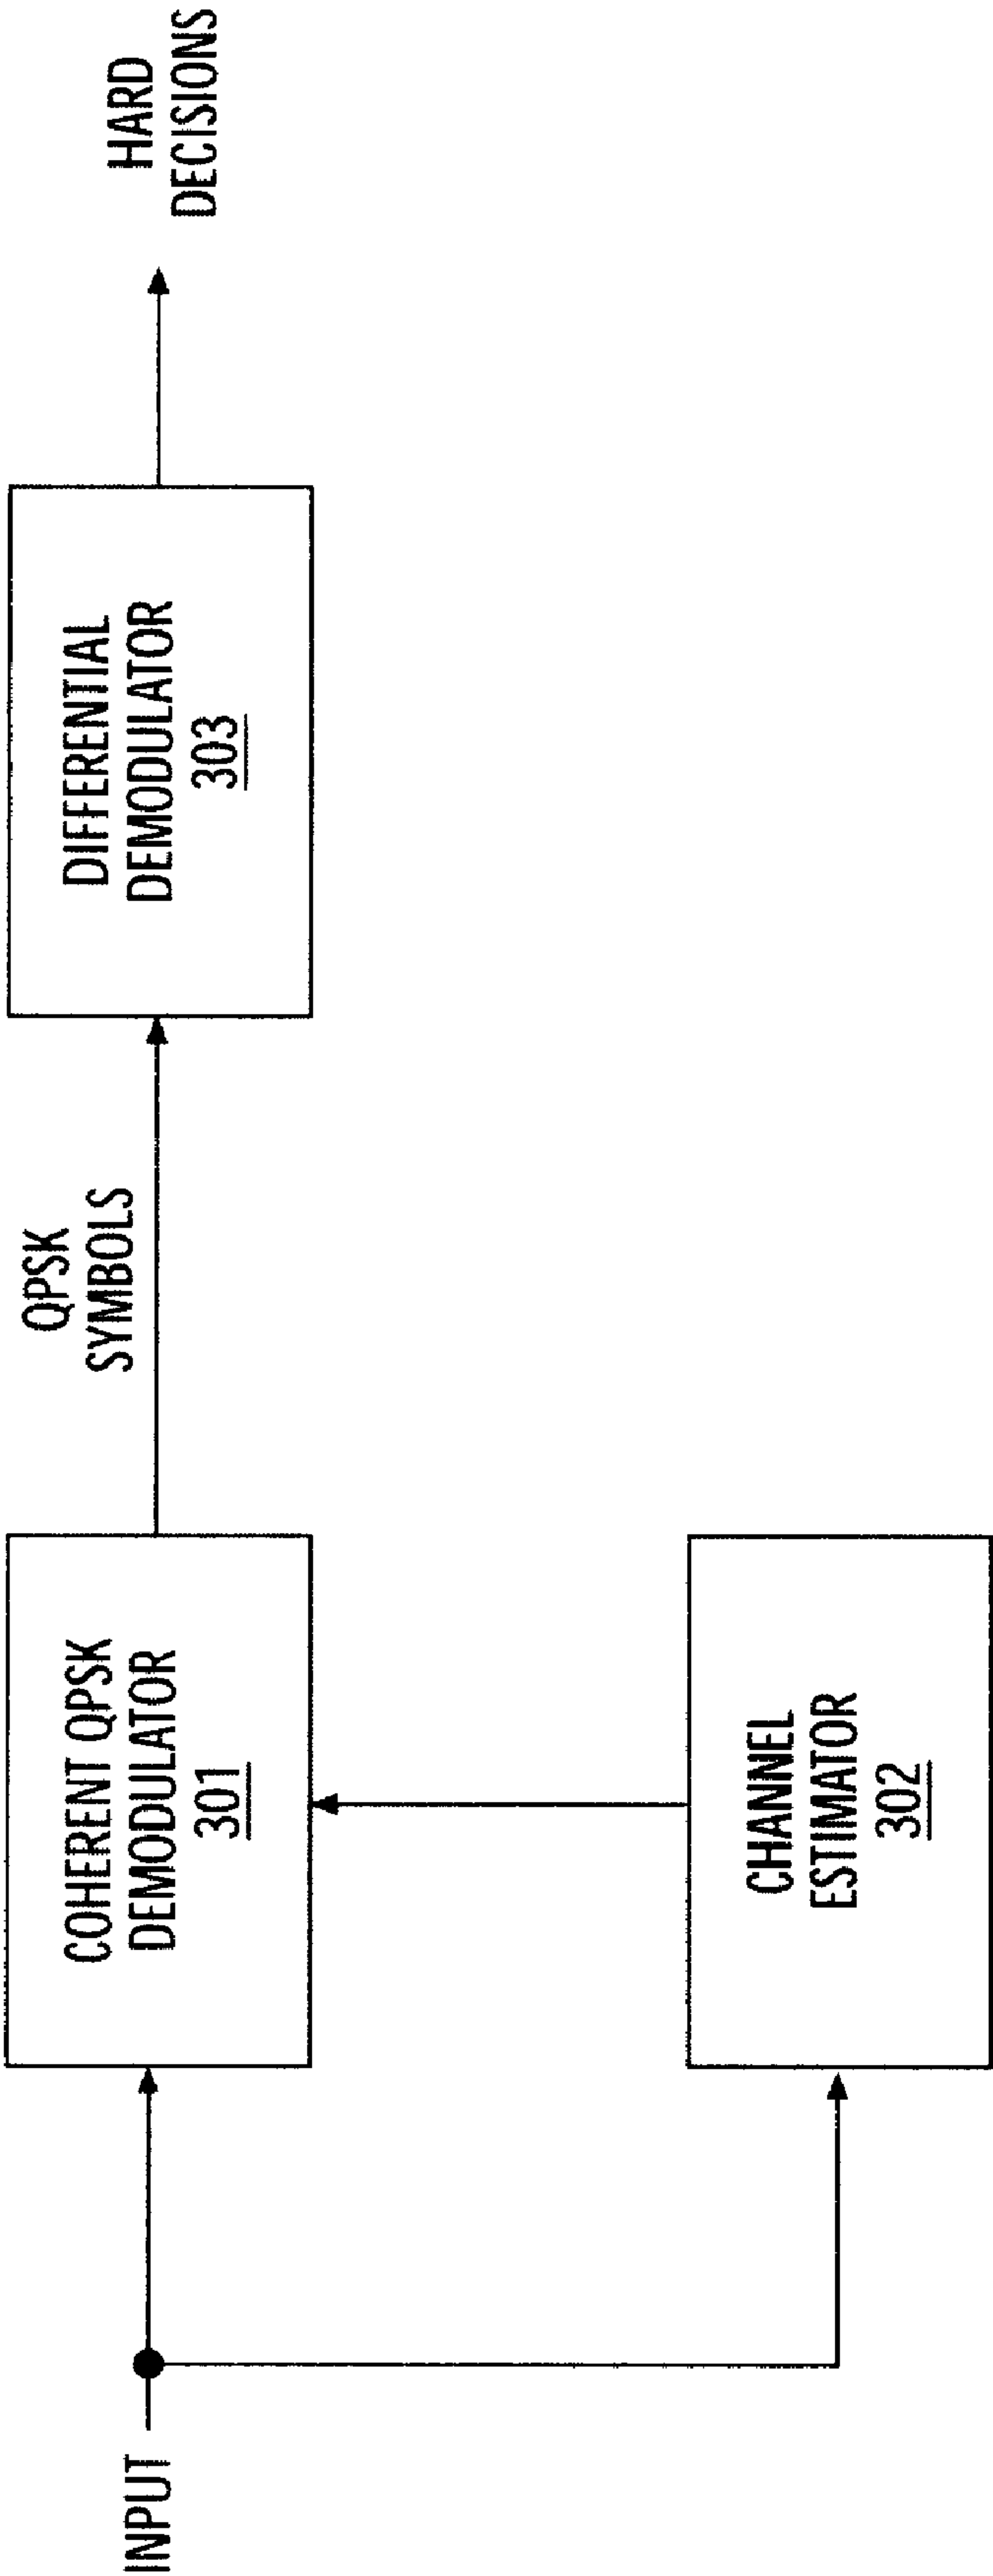 INPUT
COHERENT QPSK
DEMODULATOR
301
QPSK
SYMBOLS
DIFFERENTIAL
DEMODULATOR
303
HARD
DECISIONS
CHANNEL
ESTIMATOR
302